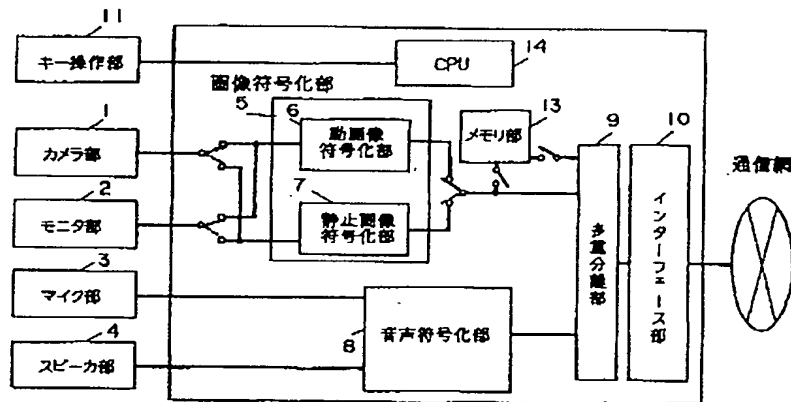 11
キー操作部
CPU
14
画像符号化部
5
6
動画像
符号化部
メモリ部
13
9
10
通信網
1
カメラ部
2
モニタ部
7
静止画像
符号化部
多重分離部
インターフェース部
3
マイク部
4
スピーカ部
8
音声符号化部